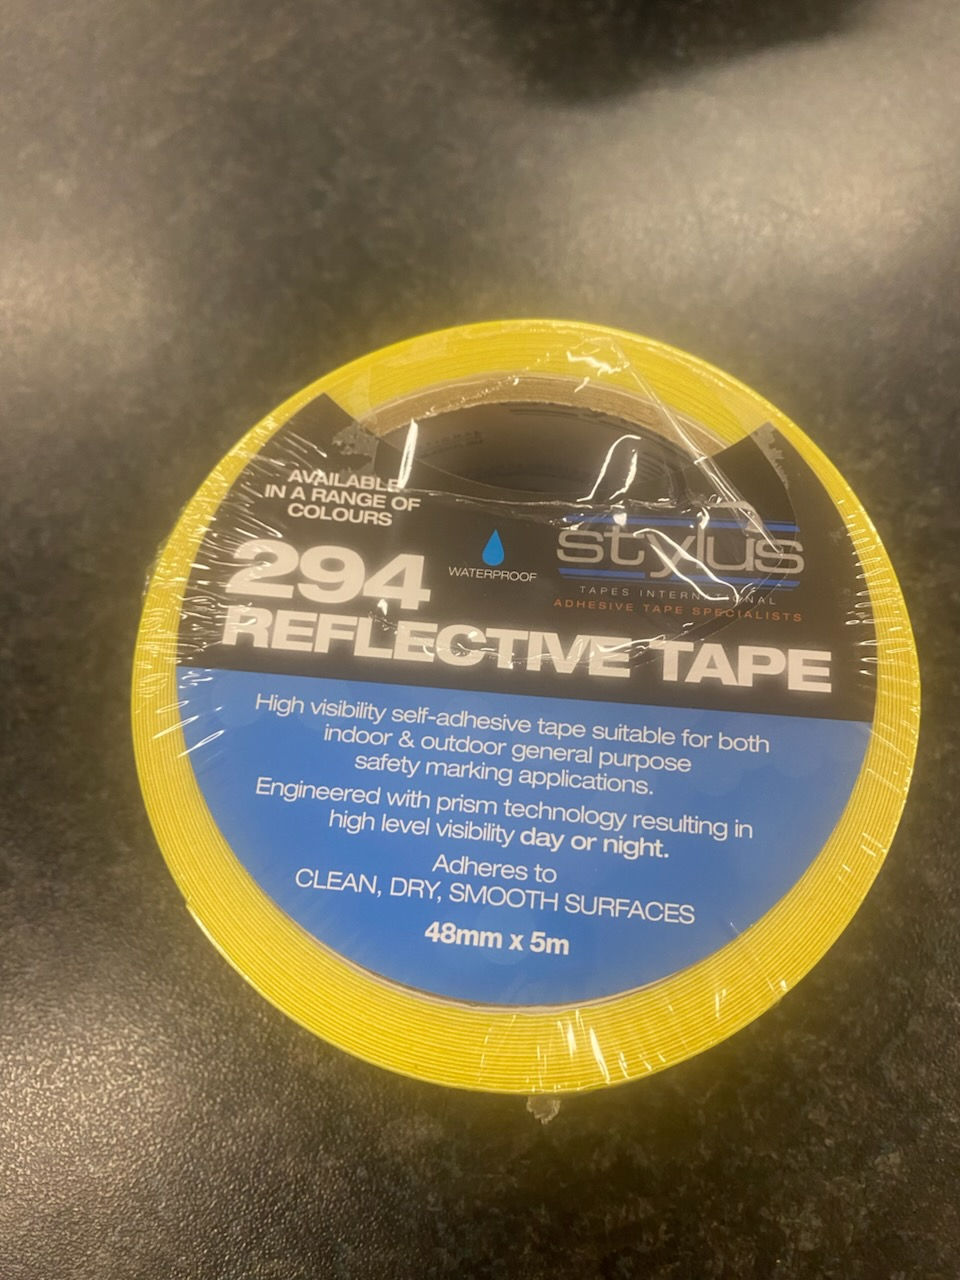 AVAILABLE
IN A RANGE OF
COLOURS
294
WATERPROOF
stylus
TAPES INTERNATIONAL
ADHESIVE TAPE SPECIALISTS
REFLECTIVE TAPE
High visibility self-adhesive tape suitable for both
indoor & outdoor general purpose
safety marking applications.
Engineered with prism technology resulting in
high level visibility day or night.
Adheres to
CLEAN, DRY, SMOOTH SURFACES
48mm x 5m